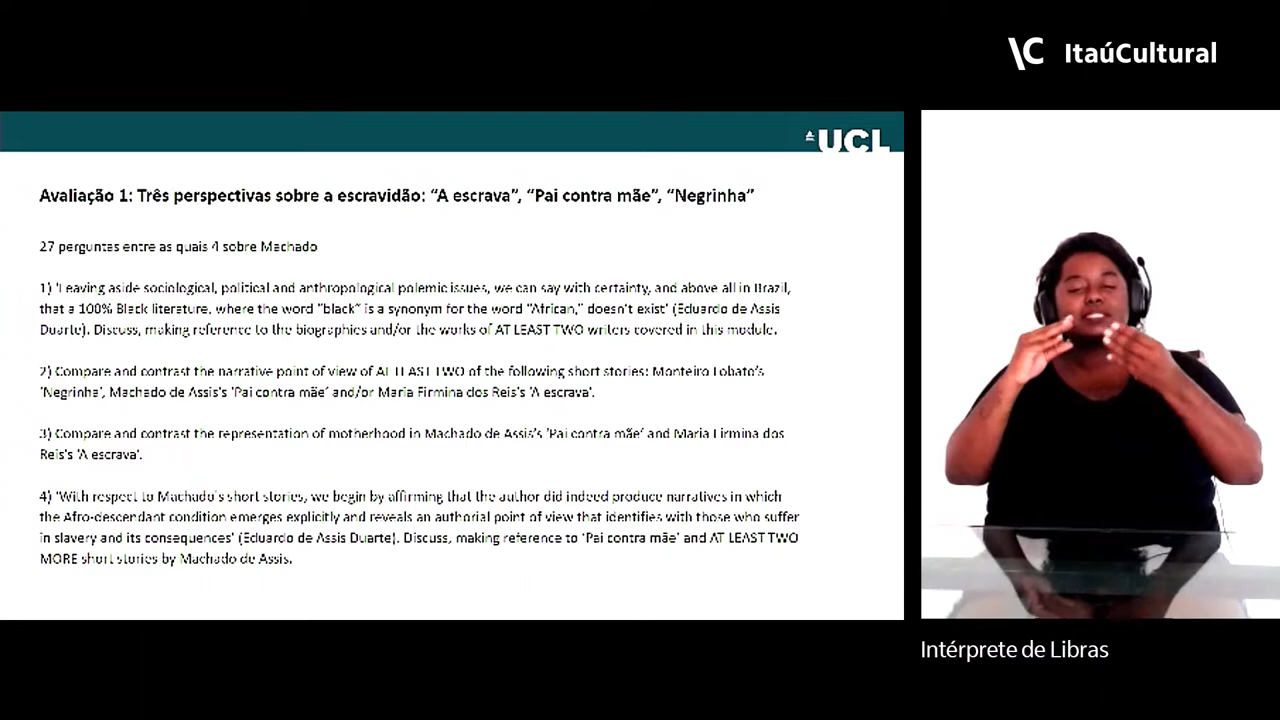 \C ItaúCultural
UCL
Avaliação 1: Três perspectivas sobre a escravidão: “A escrava”, “Pai contra mãe”, “Negrinha”
27 perguntas entre as quais 4 sobre Machado
1) 'Leaving aside sociological, political and anthropological polemic issues, we can say with certainty, and above all in Brazil,
that a 100% Black literature, where the word “black” is a synonym for the word “African,” doesn't exist' (Eduardo de Assis
Duarte). Discuss, making reference to the biographies and/or the works of AT LEAST TWO writers covered in this module.
2) Compare and contrast the narrative point of view of AT LEAST TWO of the following short stories: Monteiro Lobato's
'Negrinha', Machado de Assis's 'Pai contra mãe' and/or Maria Firmina dos Reis's 'A escrava'.
3) Compare and contrast the representation of motherhood in Machado de Assis's 'Pai contra mãe' and Maria Firmina dos
Reis's 'A escrava'.
4) 'With respect to Machado's short stories, we begin by affirming that the author did indeed produce narratives in which
the Afro-descendant condition emerges explicitly and reveals an authorial point of view that identifies with those who suffer
in slavery and its consequences' (Eduardo de Assis Duarte). Discuss, making reference to 'Pai contra mãe' and AT LEAST TWO
MORE short stories by Machado de Assis.
Intérprete de Libras